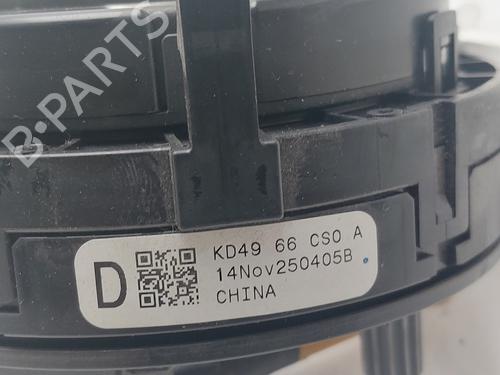 B-PARTS
D
KD49 66 CS0 A
14Nov250405B
CHINA